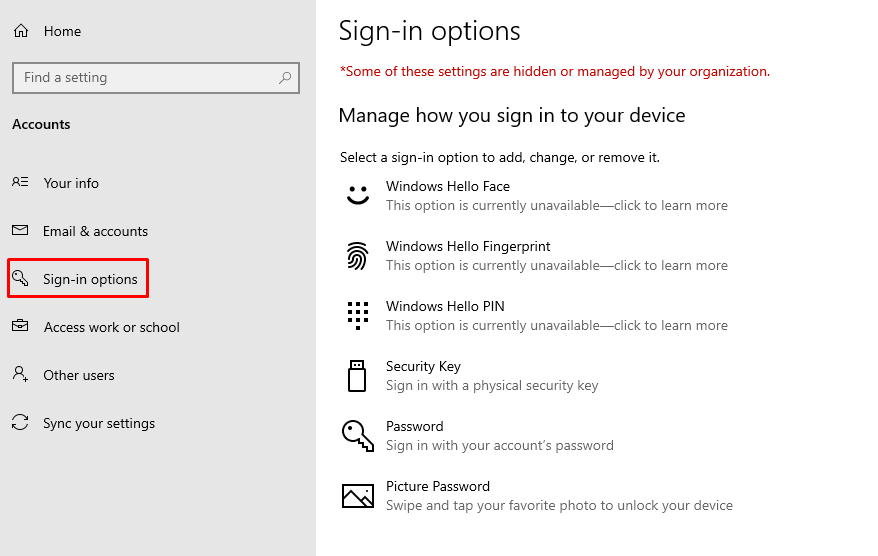 Home
Find a setting
Accounts
Your info
Email & accounts
Sign-in options
Access work or school
Other users
Sync your settings
Sign-in options
*Some of these settings are hidden or managed by your organization.
Manage how you sign in to your device
Select a sign-in option to add, change, or remove it.
Windows Hello Face
This option is currently unavailable—click to learn more
Windows Hello Fingerprint
This option is currently unavailable—click to learn more
Windows Hello PIN
This option is currently unavailable—click to learn more
Security Key
Sign in with a physical security key
Password
Sign in with your account's password
Picture Password
Swipe and tap your favorite photo to unlock your device